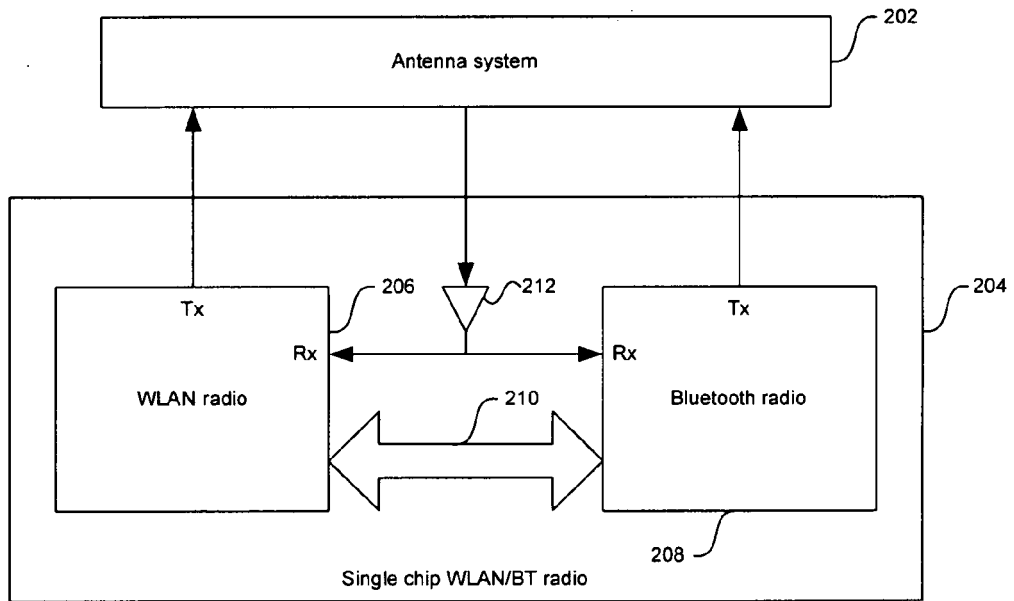 202
Antenna system
204
206
212
Tx
Tx
Rx
Rx
WLAN radio
210
Bluetooth radio
208
Single chip WLAN/BT radio